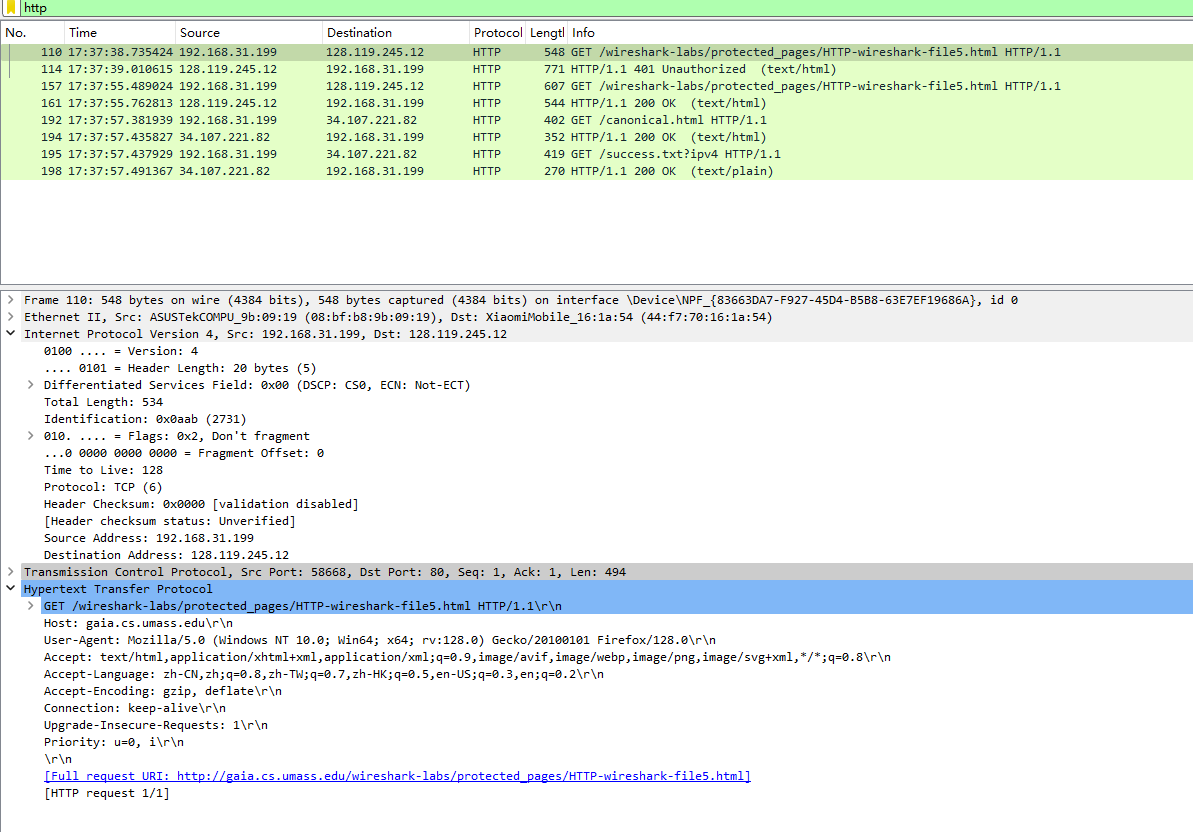 http
No. Time Source Destination Protocol Lengtl Info
110 17:37:38.735424 192.168.31.199 128.119.245.12 HTTP 548 GET /wireshark-labs/protected_pages/HTTP-wireshark-file5.html HTTP/1.1
114 17:37:39.010615 128.119.245.12 192.168.31.199 HTTP 771 HTTP/1.1 401 Unauthorized  (text/html)
157 17:37:55.489024 192.168.31.199 128.119.245.12 HTTP 607 GET /wireshark-labs/protected_pages/HTTP-wireshark-file5.html HTTP/1.1
161 17:37:55.762813 128.119.245.12 192.168.31.199 HTTP 544 HTTP/1.1 200 OK  (text/html)
192 17:37:57.381939 192.168.31.199 34.107.221.82 HTTP 402 GET /canonical.html HTTP/1.1
194 17:37:57.435827 34.107.221.82 192.168.31.199 HTTP 352 HTTP/1.1 200 OK  (text/html)
195 17:37:57.437929 192.168.31.199 34.107.221.82 HTTP 419 GET /success.txt?ipv4 HTTP/1.1
198 17:37:57.491367 34.107.221.82 192.168.31.199 HTTP 270 HTTP/1.1 200 OK  (text/plain)
Frame 110: 548 bytes on wire (4384 bits), 548 bytes captured (4384 bits) on interface \Device\NPF_{83663DA7-F927-45D4-B5B8-63E7EF19686A}, id 0
Ethernet II, Src: ASUSTekCOMPU_9b:09:19 (08:bf:b8:9b:09:19), Dst: XiaomiMobile_16:1a:54 (44:f7:70:16:1a:54)
Internet Protocol Version 4, Src: 192.168.31.199, Dst: 128.119.245.12
0100 .... = Version: 4
.... 0101 = Header Length: 20 bytes (5)
Differentiated Services Field: 0x00 (DSCP: CS0, ECN: Not-ECT)
Total Length: 534
Identification: 0x0aab (2731)
010. .... = Flags: 0x2, Don't fragment
...0 0000 0000 0000 = Fragment Offset: 0
Time to Live: 128
Protocol: TCP (6)
Header Checksum: 0x0000 [validation disabled]
[Header checksum status: Unverified]
Source Address: 192.168.31.199
Destination Address: 128.119.245.12
Transmission Control Protocol, Src Port: 58668, Dst Port: 80, Seq: 1, Ack: 1, Len: 494
Hypertext Transfer Protocol
GET /wireshark-labs/protected_pages/HTTP-wireshark-file5.html HTTP/1.1\r\n
Host: gaia.cs.umass.edu\r\n
User-Agent: Mozilla/5.0 (Windows NT 10.0; Win64; x64; rv:128.0) Gecko/20100101 Firefox/128.0\r\n
Accept: text/html,application/xhtml+xml,application/xml;q=0.9,image/avif,image/webp,image/png,image/svg+xml,*/*;q=0.8\r\n
Accept-Language: zh-CN,zh;q=0.8,zh-TW;q=0.7,zh-HK;q=0.5,en-US;q=0.3,en;q=0.2\r\n
Accept-Encoding: gzip, deflate\r\n
Connection: keep-alive\r\n
Upgrade-Insecure-Requests: 1\r\n
Priority: u=0, i\r\n
\r\n
[Full request URI: http://gaia.cs.umass.edu/wireshark-labs/protected_pages/HTTP-wireshark-file5.html]
[HTTP request 1/1]